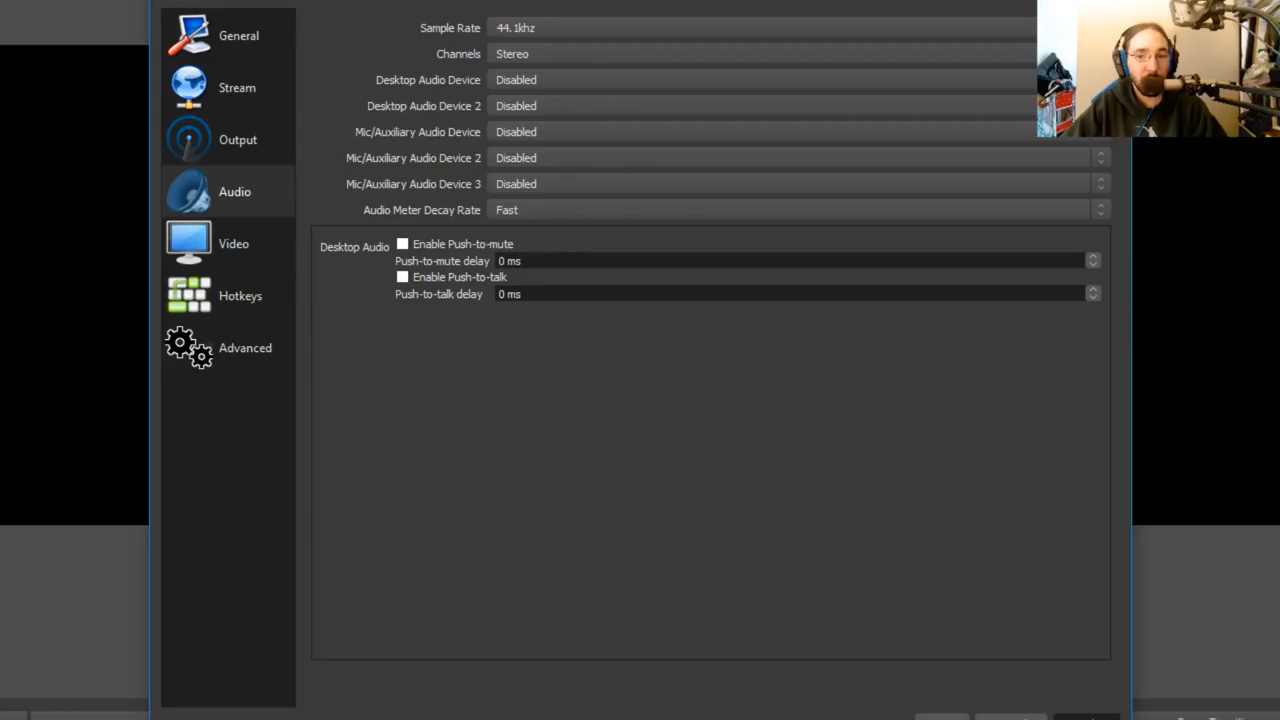 General
Stream
Output
Audio
Video
Hotkeys
Advanced
Sample Rate 44.1khz
Channels Stereo
Desktop Audio Device Disabled
Desktop Audio Device 2 Disabled
Mic/Auxiliary Audio Device Disabled
Mic/Auxiliary Audio Device 2 Disabled
Mic/Auxiliary Audio Device 3 Disabled
Audio Meter Decay Rate Fast
Desktop Audio Enable Push-to-mute
Push-to-mute delay 0 ms
Enable Push-to-talk
Push-to-talk delay 0 ms